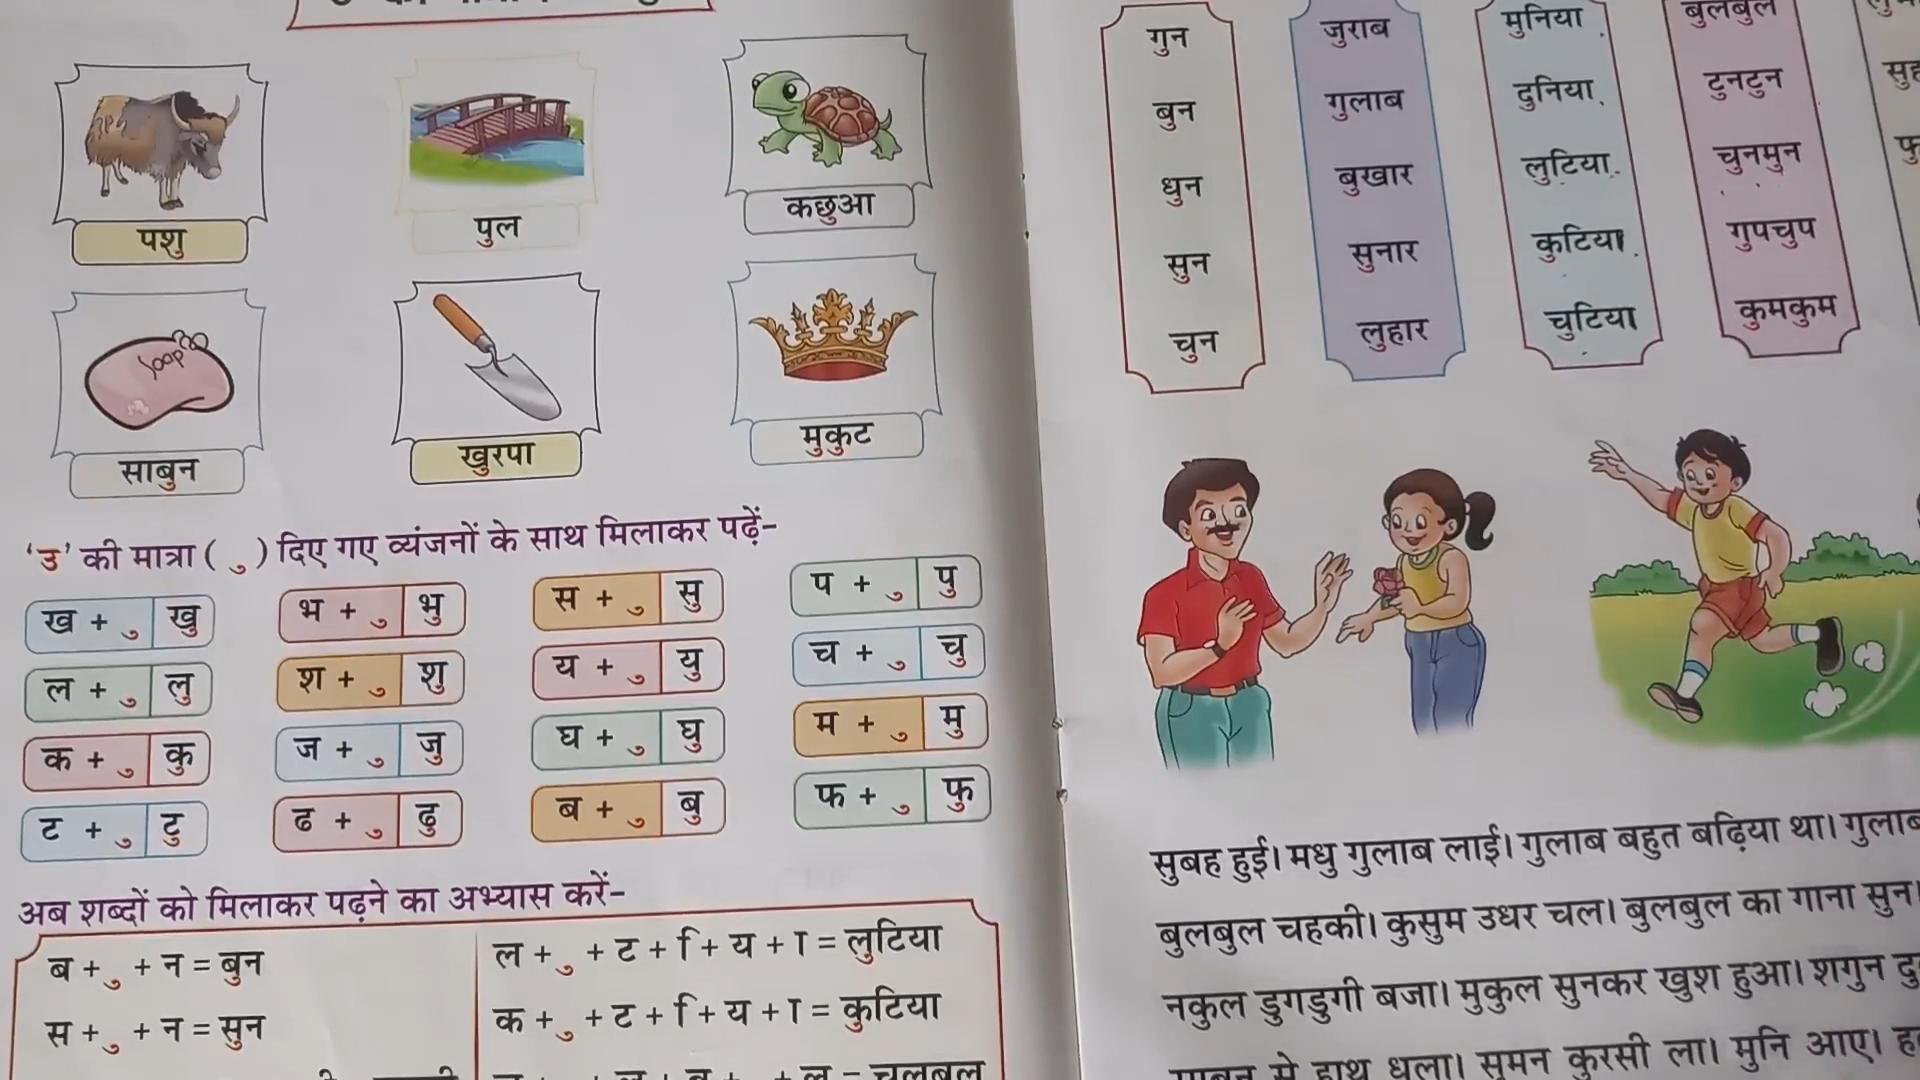 पशु
पुल
कछुआ
soap
साबुन
खुरपा
मुकुट
'उ' की मात्रा ( ु ) दिए गए व्यंजनों के साथ मिलाकर पढ़ें-
ख + ु खु
भ + ु भु
स + ु सु
प + ु पु
ल + ु लु
श + ु शु
य + ु यु
च + ु चु
क + ु कु
ज + ु जु
घ + ु घु
म + ु मु
ट + ु टु
ढ + ु ढु
ब + ु बु
फ + ु फु
अब शब्दों को मिलाकर पढ़ने का अभ्यास करें-
ब + ु + न = बुन
स + ु + न = सुन
ल + ु + ट + ि + य + ा = लुटिया
क + ु + ट + ि + य + ा = कुटिया
गुन
बुन
धुन
सुन
चुन
जुराब
गुलाब
बुखार
सुनार
लुहार
मुनिया
दुनिया
लुटिया
कुटिया
चुटिया
बुलबुल
टुनटुन
चुनमुन
गुपचुप
कुमकुम
सुबह हुई। मधु गुलाब लाई। गुलाब बहुत बढ़िया था। गुलाब
बुलबुल चहकी। कुसुम उधर चल। बुलबुल का गाना सुन।
नकुल डुगडुगी बजा। मुकुल सुनकर खुश हुआ। शगुन
से हाथ धुला। सुमन कुरसी ला। मुनि आए।